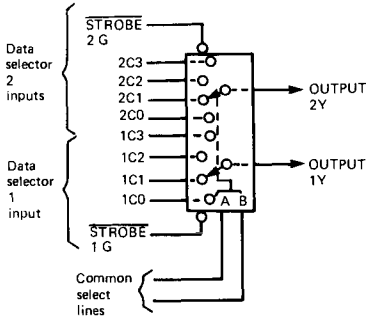 STROBE
2 G
Data
selector
2
inputs
2C3
2C2
2C1
2C0
OUTPUT
2Y
Data
selector
1
input
1C3
1C2
1C1
1C0
OUTPUT
1Y
A B
STROBE
1 G
Common
select
lines